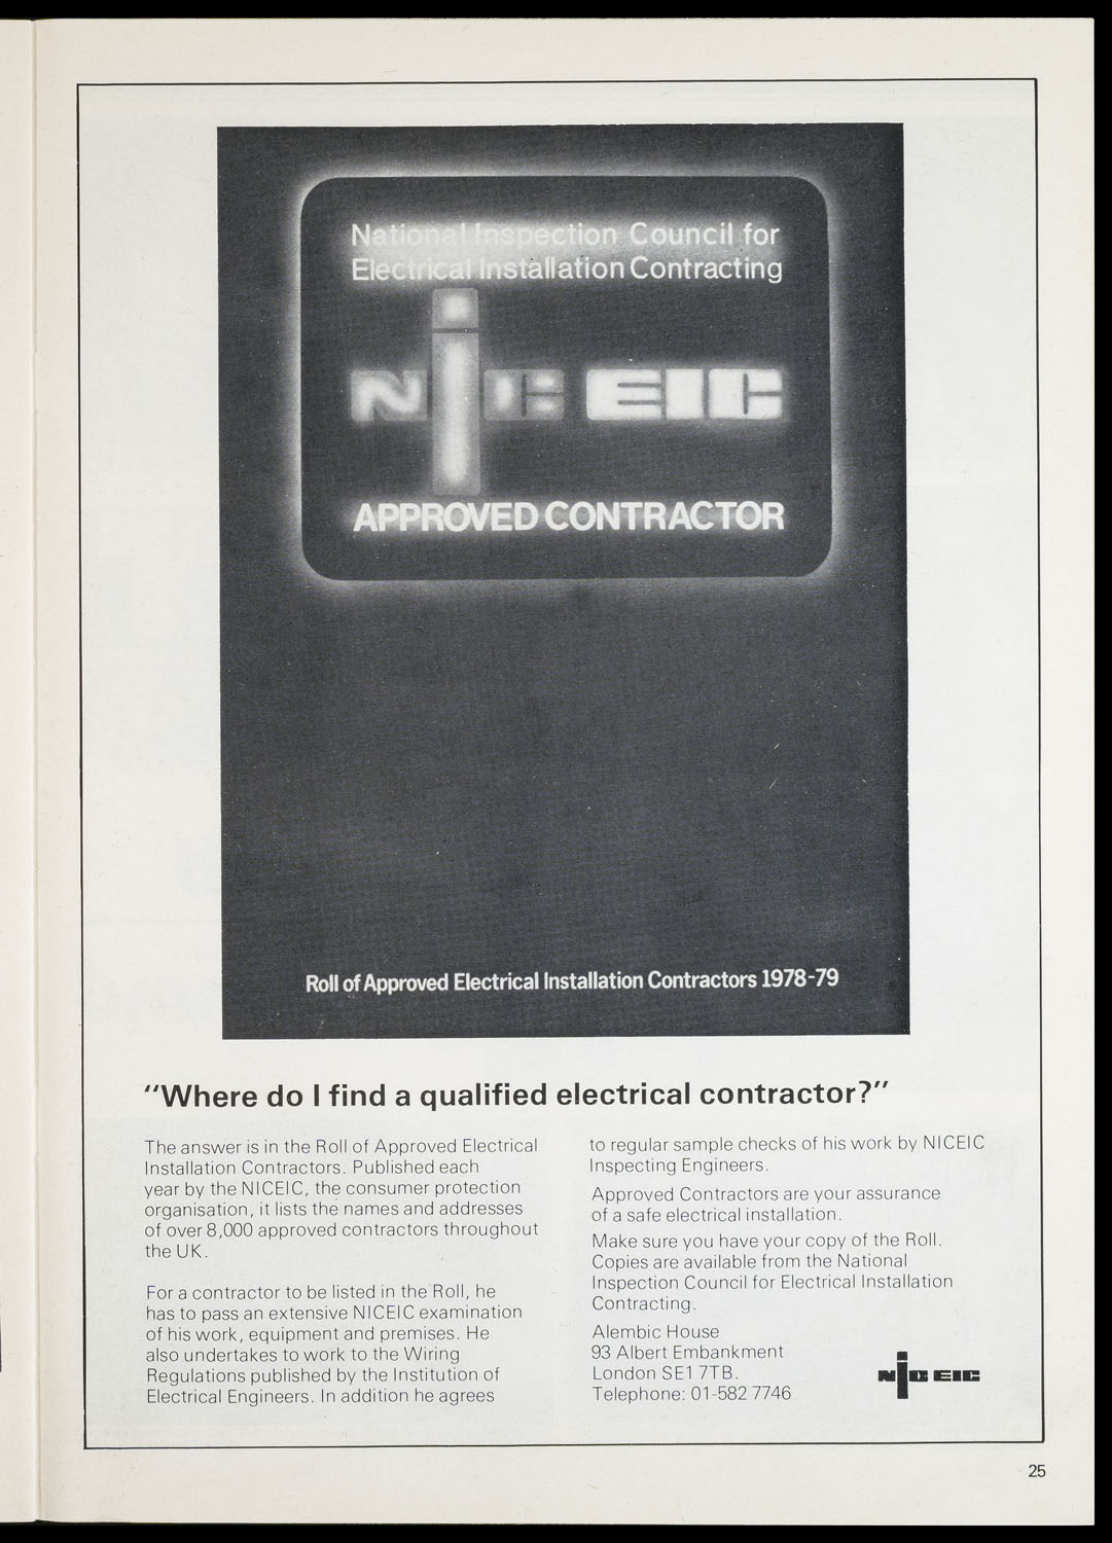 National Inspection Council for
Electrical Installation Contracting
NICEIC
APPROVED CONTRACTOR
Roll of Approved Electrical Installation Contractors 1978-79
"Where do I find a qualified electrical contractor?"
The answer is in the Roll of Approved Electrical
Installation Contractors. Published each
year by the NICEIC, the consumer protection
organisation, it lists the names and addresses
of over 8,000 approved contractors throughout
the UK.
For a contractor to be listed in the Roll, he
has to pass an extensive NICEIC examination
of his work, equipment and premises. He
also undertakes to work to the Wiring
Regulations published by the Institution of
Electrical Engineers. In addition he agrees
to regular sample checks of his work by NICEIC
Inspecting Engineers.
Approved Contractors are your assurance
of a safe electrical installation.
Make sure you have your copy of the Roll.
Copies are available from the National
Inspection Council for Electrical Installation
Contracting.
Alembic House
93 Albert Embankment
London SE1 7TB.
Telephone: 01-582 7746
NICEIC
25